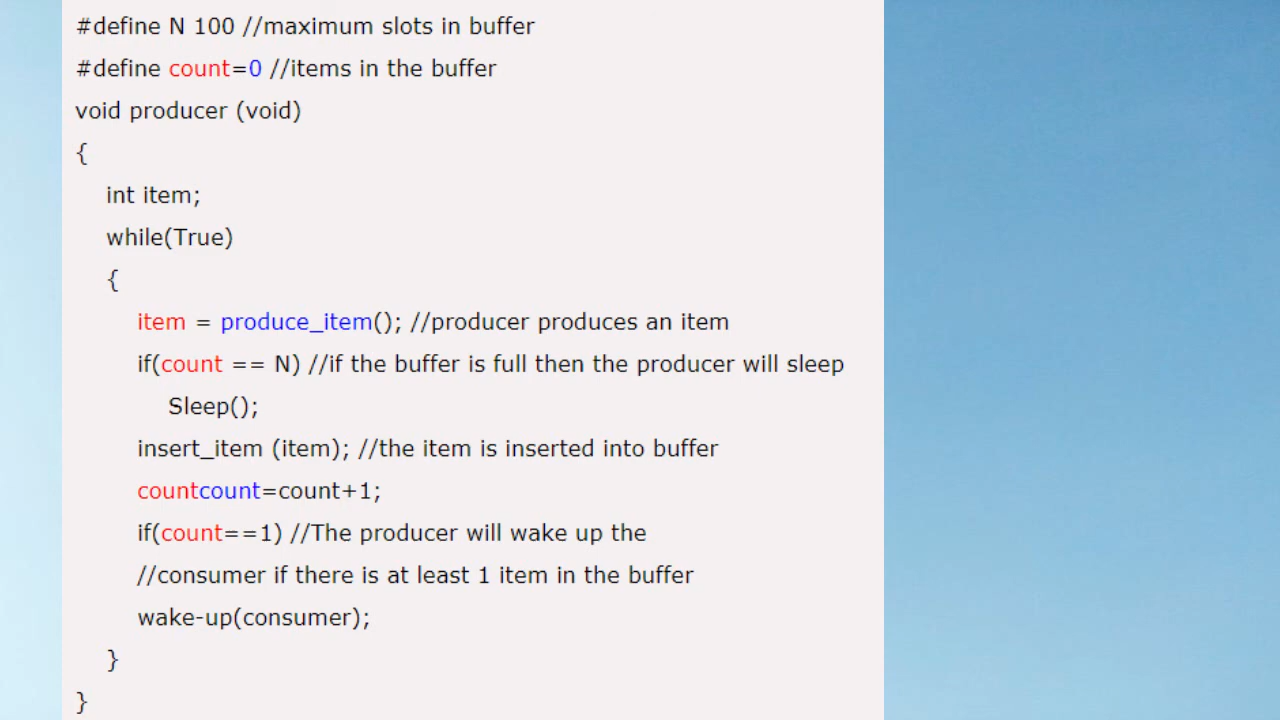 #define N 100 //maximum slots in buffer
#define count=0 //items in the buffer
void producer (void)
{
int item;
while(True)
{
item = produce_item(); //producer produces an item
if(count == N) //if the buffer is full then the producer will sleep
Sleep();
insert_item (item); //the item is inserted into buffer
countcount=count+1;
if(count==1) //The producer will wake up the
//consumer if there is at least 1 item in the buffer
wake-up(consumer);
}
}